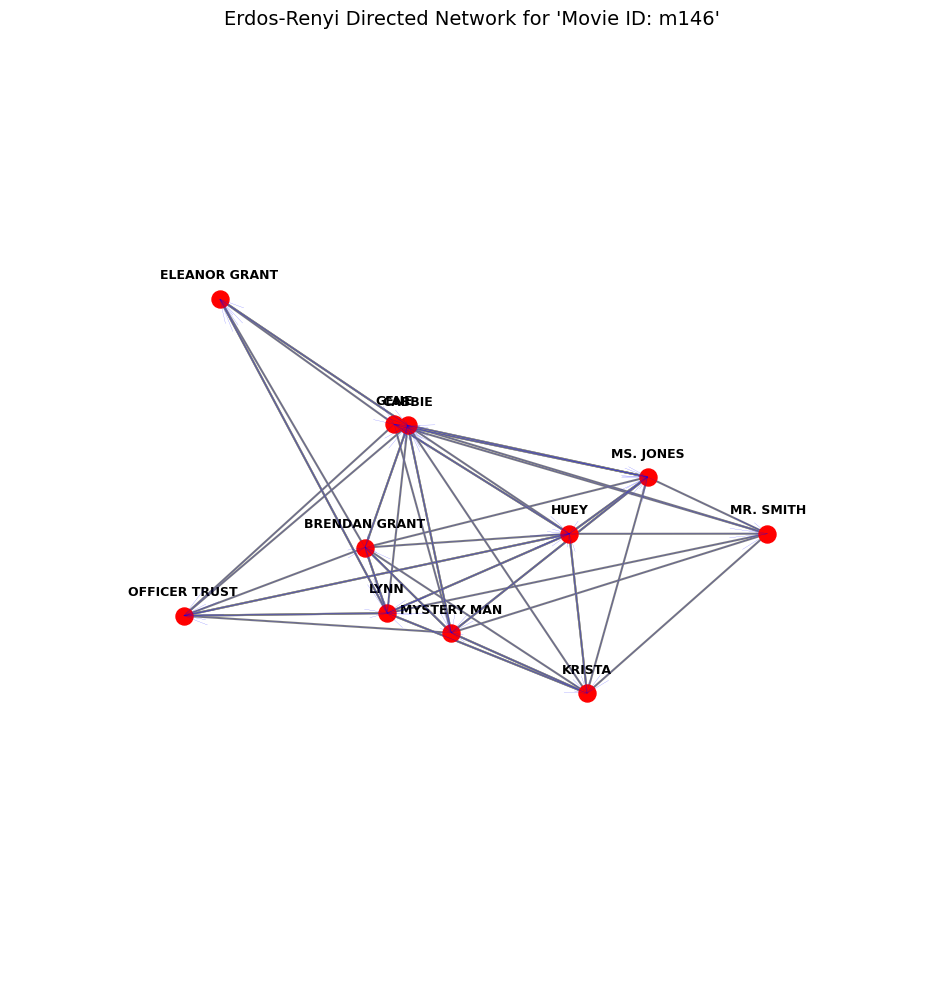 Erdos-Renyi Directed Network for 'Movie ID: m146'
ELEANOR GRANT
GENE
CABBIE
MS. JONES
HUEY
MR. SMITH
BRENDAN GRANT
OFFICER TRUST
LYNN
MYSTERY MAN
KRISTA